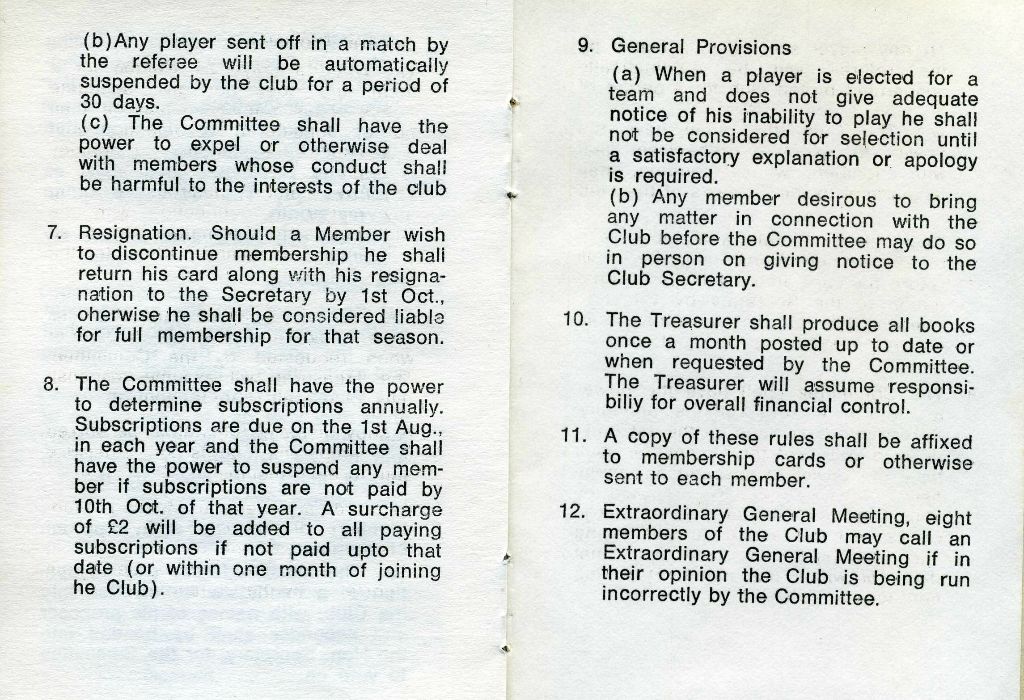 (b)Any player sent off in a match by
the referee will be automatically
suspended by the club for a period of
30 days.
(c) The Committee shall have the
power to expel or otherwise deal
with members whose conduct shall
be harmful to the interests of the club
7. Resignation. Should a Member wish
to discontinue membership he shall
return his card along with his resigna-
nation to the Secretary by 1st Oct.,
oherwise he shall be considered liable
for full membership for that season.
8. The Committee shall have the power
to determine subscriptions annually.
Subscriptions are due on the 1st Aug.,
in each year and the Committee shall
have the power to suspend any mem-
ber if subscriptions are not paid by
10th Oct. of that year. A surcharge
of £2 will be added to all paying
subscriptions if not paid upto that
date (or within one month of joining
he Club).
9. General Provisions
(a) When a player is elected for a
team and does not give adequate
notice of his inability to play he shall
not be considered for selection until
a satisfactory explanation or apology
is required.
(b) Any member desirous to bring
any matter in connection with the
Club before the Committee may do so
in person on giving notice to the
Club Secretary.
10. The Treasurer shall produce all books
once a month posted up to date or
when requested by the Committee.
The Treasurer will assume responsi-
biliy for overall financial control.
11. A copy of these rules shall be affixed
to membership cards or otherwise
sent to each member.
12. Extraordinary General Meeting, eight
members of the Club may call an
Extraordinary General Meeting if in
their opinion the Club is being run
incorrectly by the Committee.